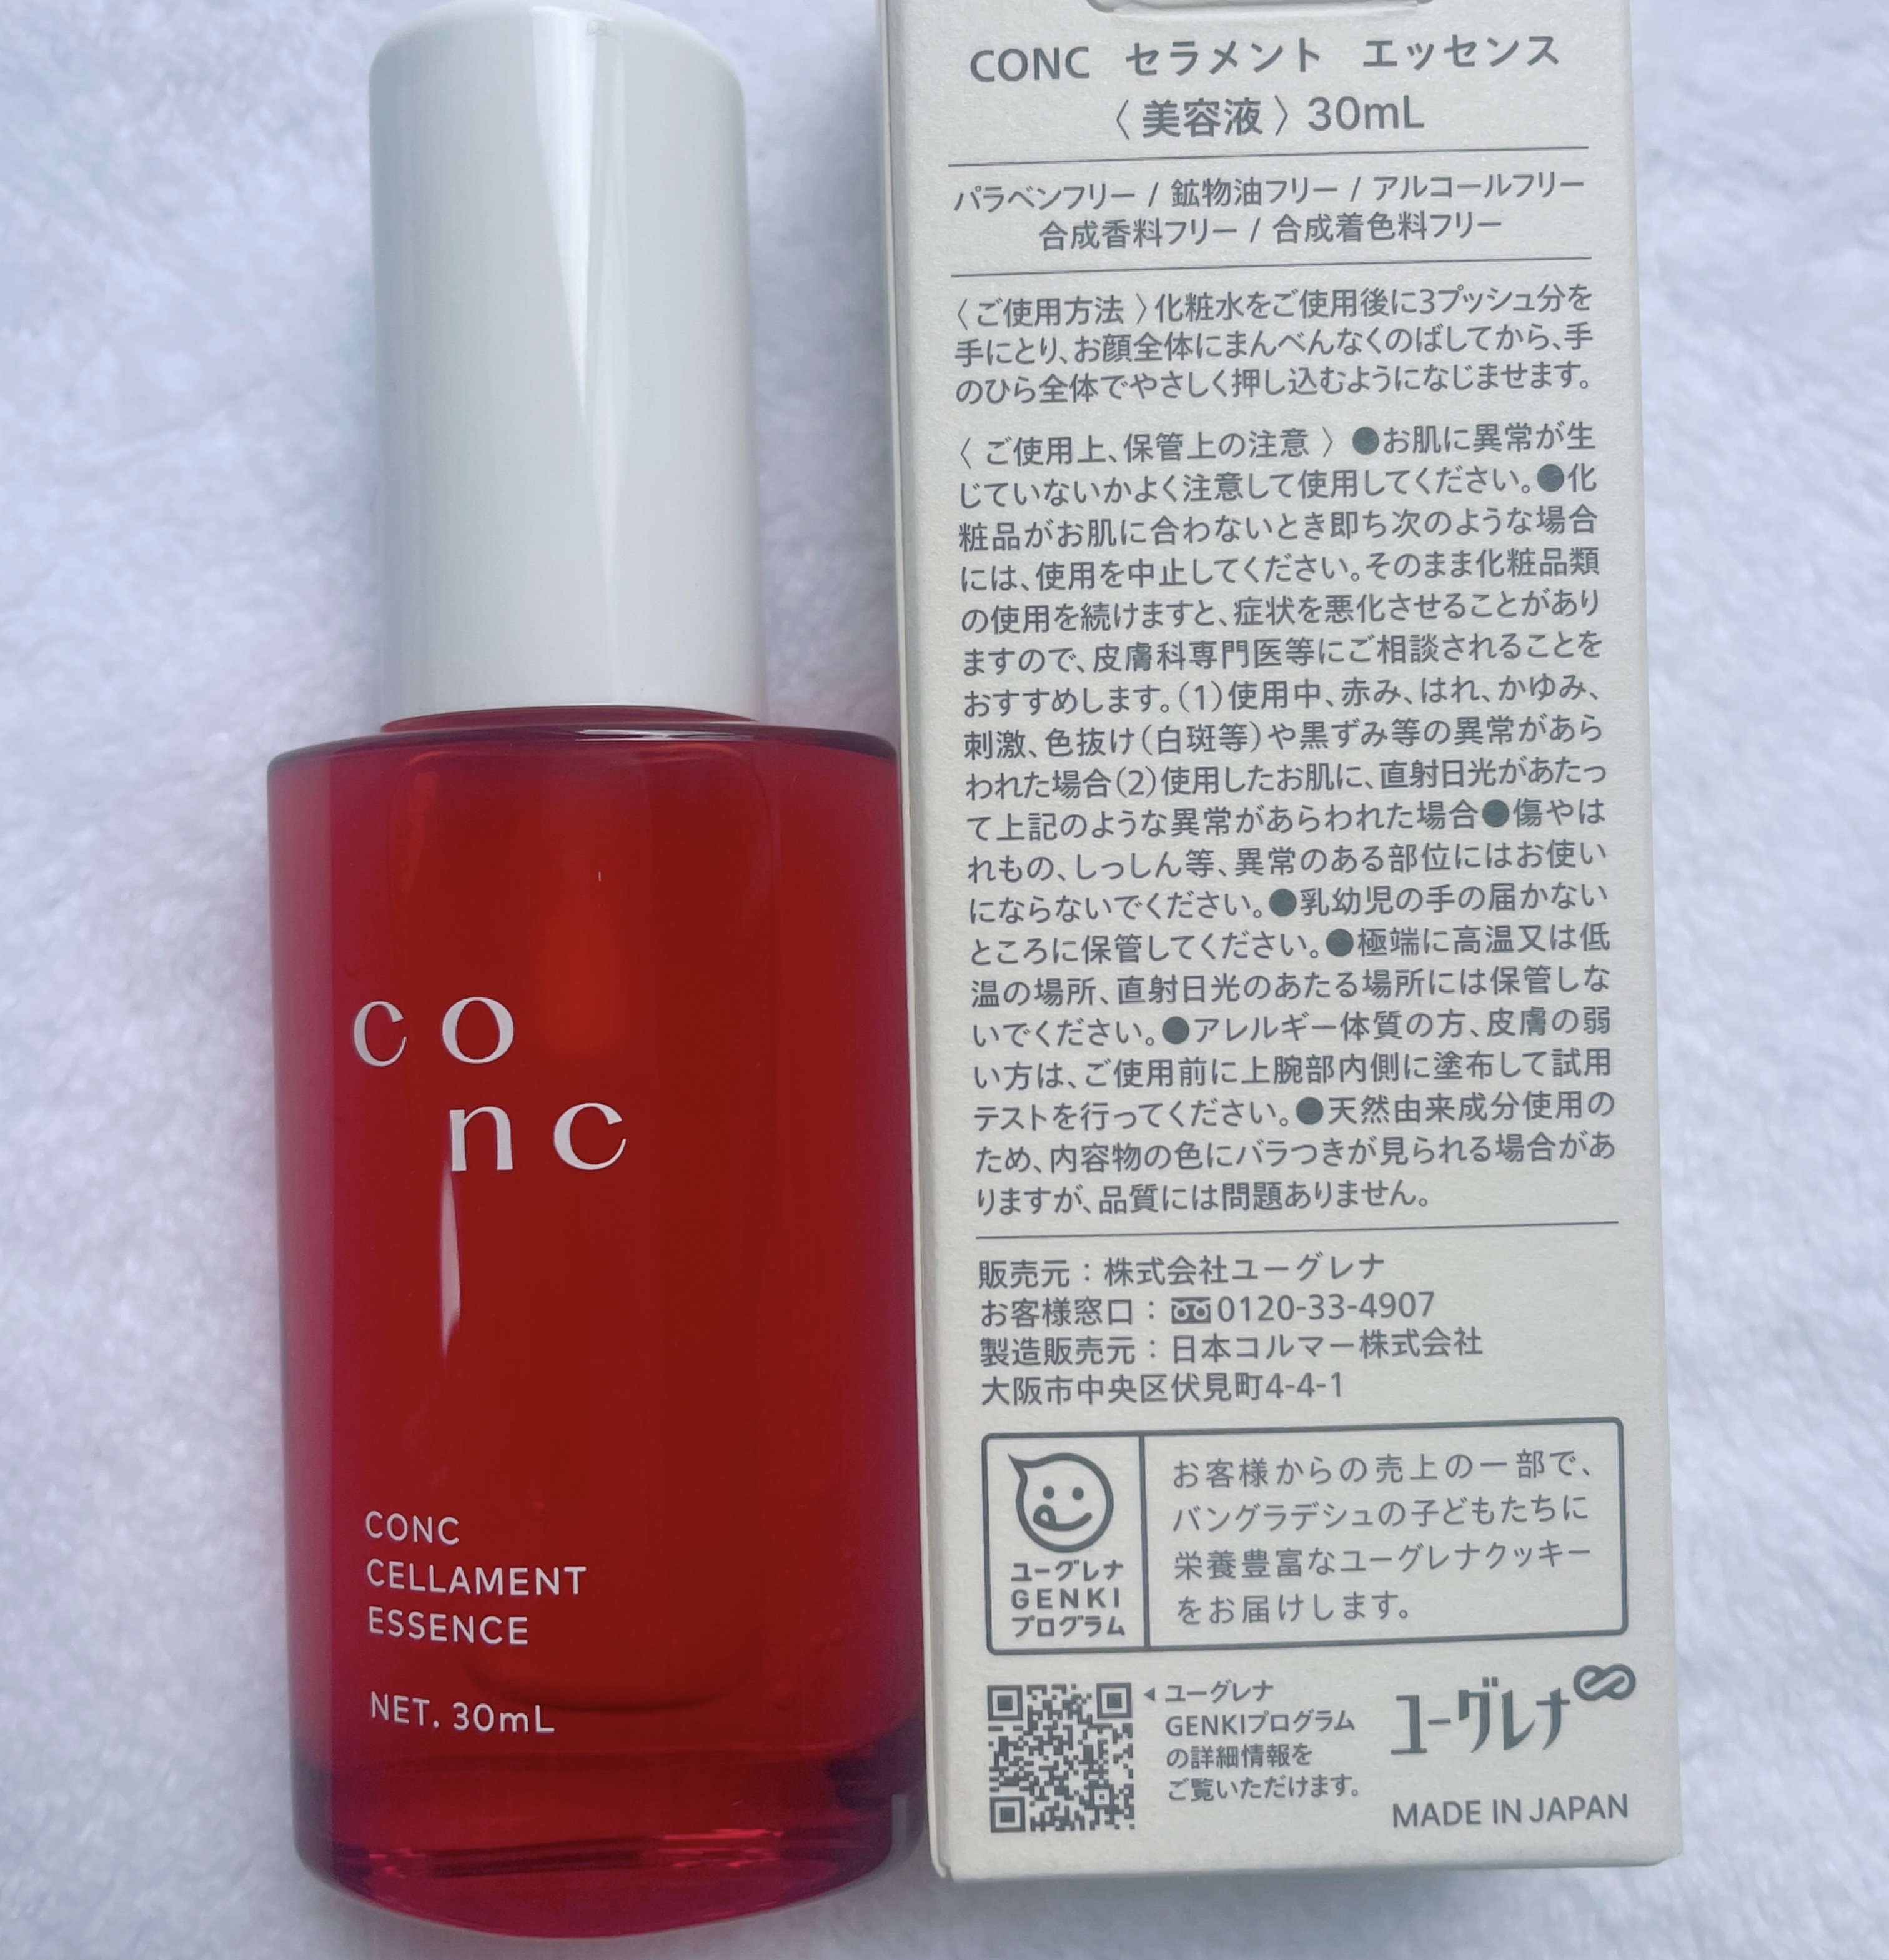 co
nc
CONC
CELLAMENT
ESSENCE
NET. 30mL
CONC セラメント エッセンス
〈 美容液 〉30mL
パラベンフリー / 鉱物油フリー / アルコールフリー
合成香料フリー / 合成着色料フリー
〈 ご使用方法 〉化粧水をご使用後に3プッシュ分を
手にとり、お顔全体にまんべんなくのばしてから、手
のひら全体でやさしく押し込むようになじませます。
〈 ご使用上、保管上の注意 〉●お肌に異常が生
じていないかよく注意して使用してください。●化
粧品がお肌に合わないとき即ち次のような場合
には、使用を中止してください。そのまま化粧品類
の使用を続けますと、症状を悪化させることがあり
ますので、皮膚科専門医等にご相談されることを
おすすめします。(1)使用中、赤み、はれ、かゆみ、
刺激、色抜け(白斑等)や黒ずみ等の異常があら
われた場合(2)使用したお肌に、直射日光があたっ
て上記のような異常があらわれた場合●傷やは
れもの、しっしん等、異常のある部位にはお使い
にならないでください。●乳幼児の手の届かない
ところに保管してください。●極端に高温又は低
温の場所、直射日光のあたる場所には保管しな
いでください。●アレルギー体質の方、皮膚の弱
い方は、ご使用前に上腕部内側に塗布して試用
テストを行ってください。●天然由来成分使用の
ため、内容物の色にバラつきが見られる場合があ
りますが、品質には問題ありません。
販売元：株式会社ユーグレナ
お客様窓口：0120-33-4907
製造販売元：日本コルマー株式会社
大阪市中央区伏見町4-4-1
ユーグレナ
GENKI
プログラム
お客様からの売上の一部で、
バングラデシュの子どもたちに
栄養豊富なユーグレナクッキー
をお届けします。
◀ユーグレナ
GENKIプログラム
の詳細情報を
ご覧いただけます。
ユーグレナ
MADE IN JAPAN